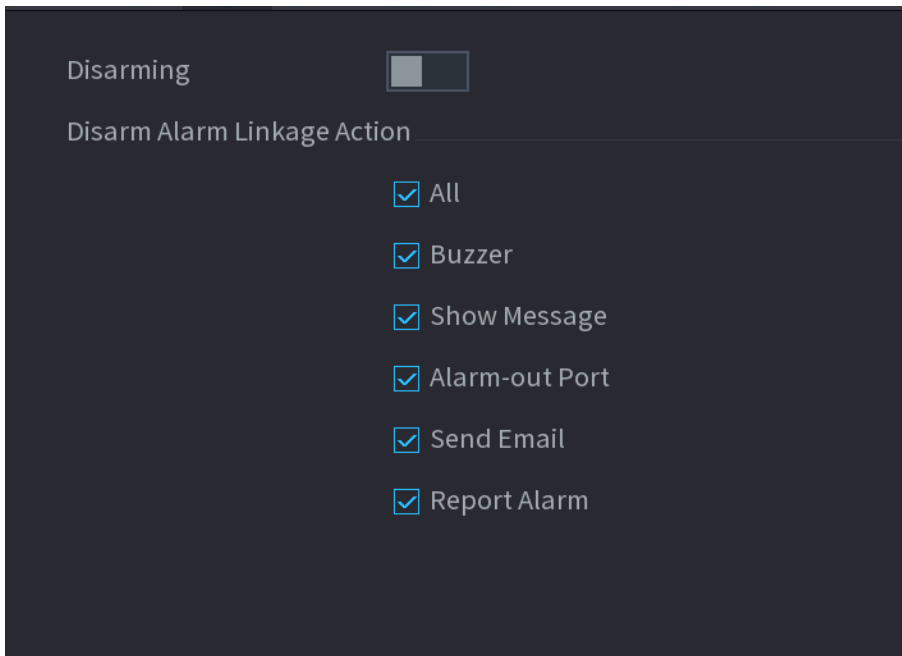 Disarming
Disarm Alarm Linkage Action
All
Buzzer
Show Message
Alarm-out Port
Send Email
Report Alarm